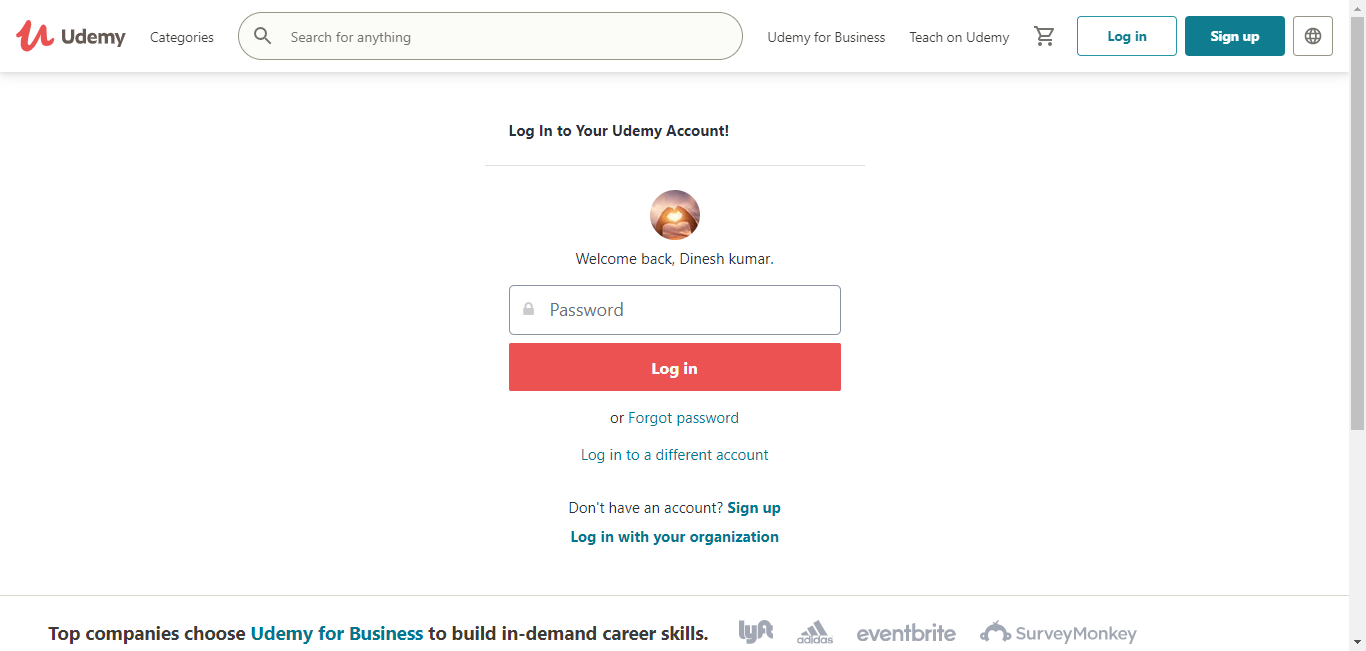 Udemy
Categories
Search for anything
Udemy for Business
Teach on Udemy
Log in
Sign up
Log In to Your Udemy Account!
Welcome back, Dinesh kumar.
Password
Log in
or Forgot password
Log in to a different account
Don't have an account? Sign up
Log in with your organization
Top companies choose Udemy for Business to build in-demand career skills.
lyft
adidas
eventbrite
SurveyMonkey